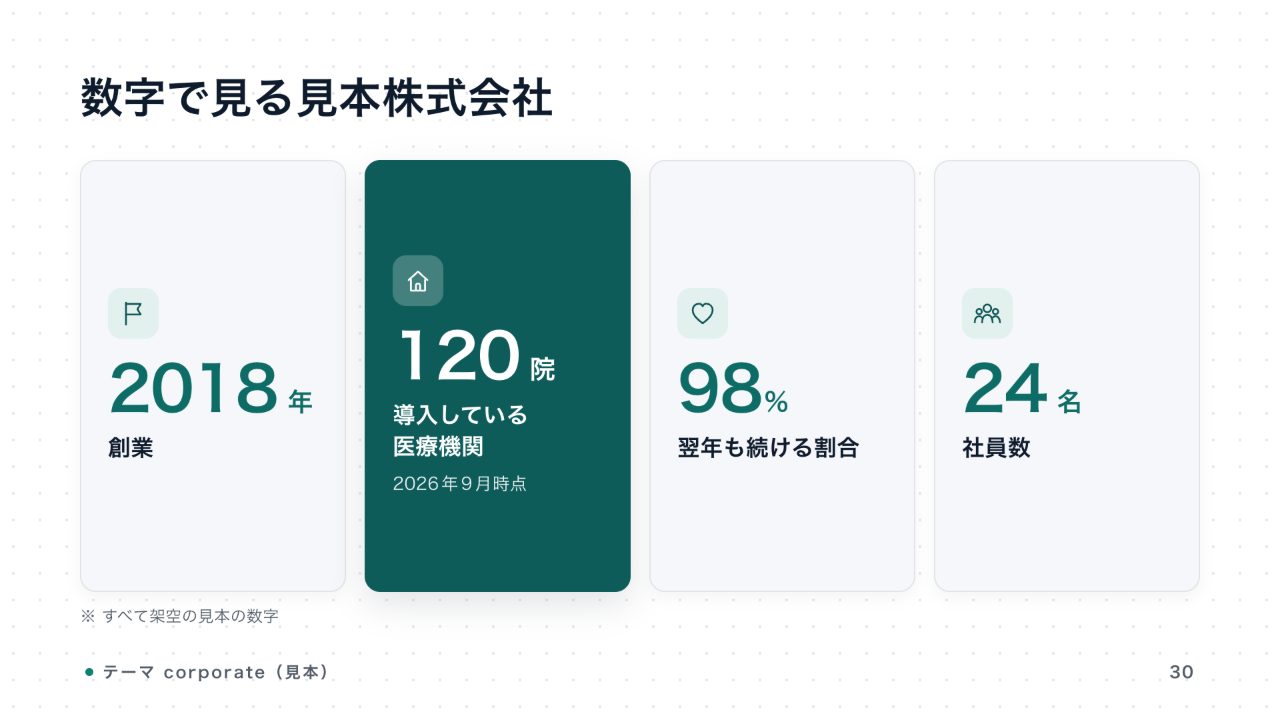 数字で見る見本株式会社
2018 年
創業
120 院
導入している
医療機関
2026年9月時点
98%
翌年も続ける割合
24 名
社員数
※ すべて架空の見本の数字
テーマ corporate（見本）
30